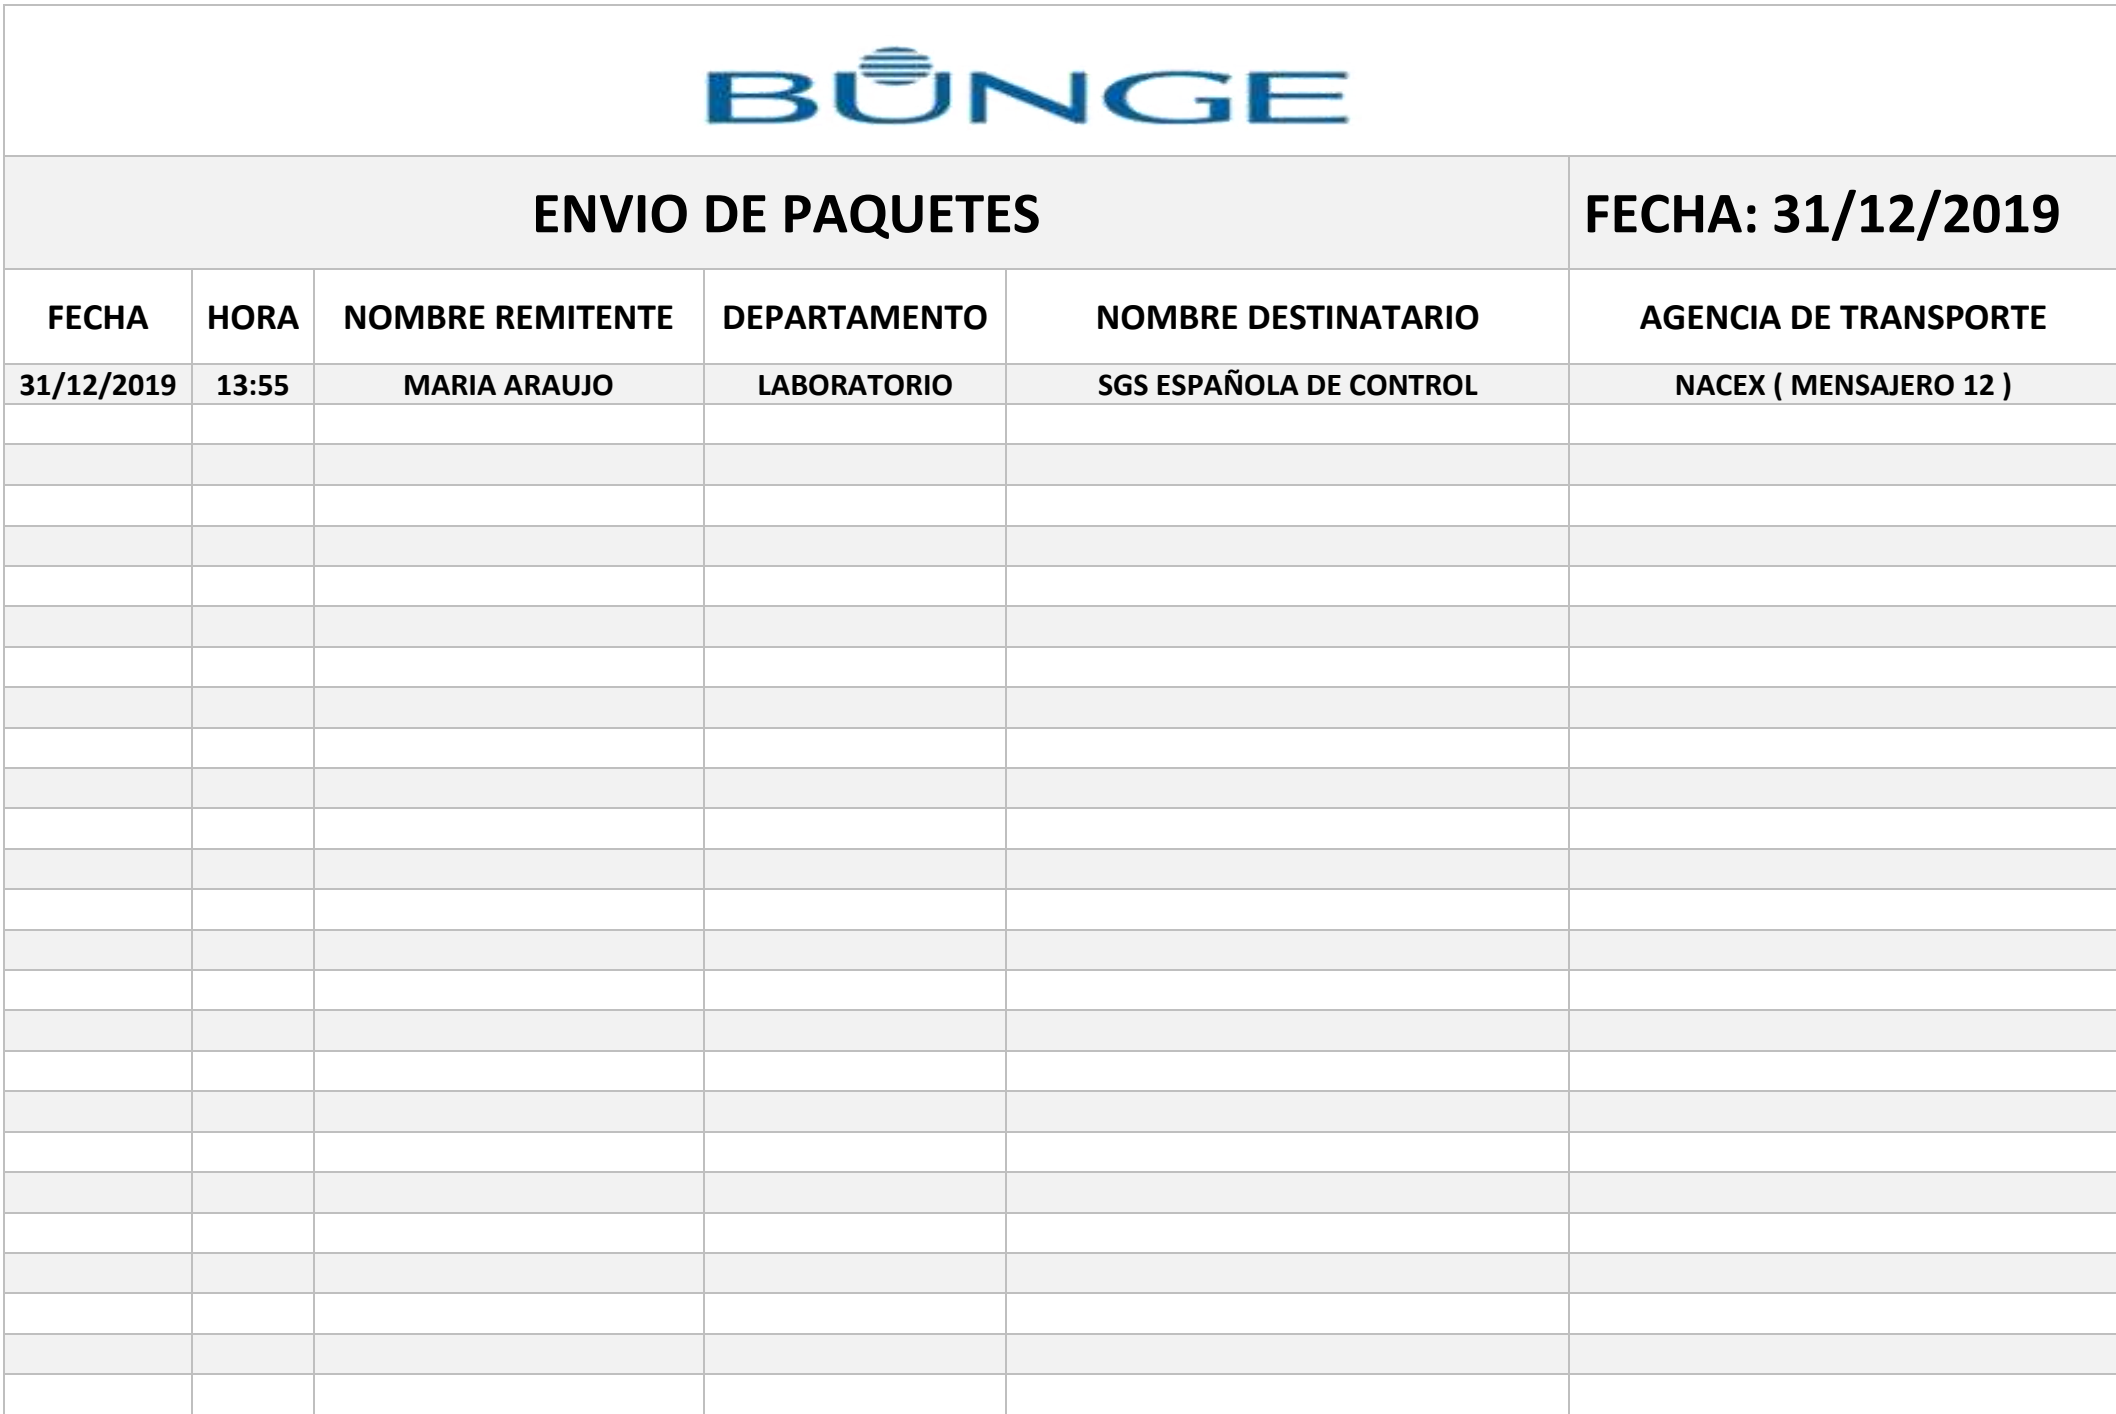 BUNGE
ENVIO DE PAQUETES FECHA: 31/12/2019
FECHA HORA NOMBRE REMITENTE DEPARTAMENTO NOMBRE DESTINATARIO AGENCIA DE TRANSPORTE
31/12/2019 13:55 MARIA ARAUJO LABORATORIO SGS ESPAÑOLA DE CONTROL NACEX ( MENSAJERO 12 )